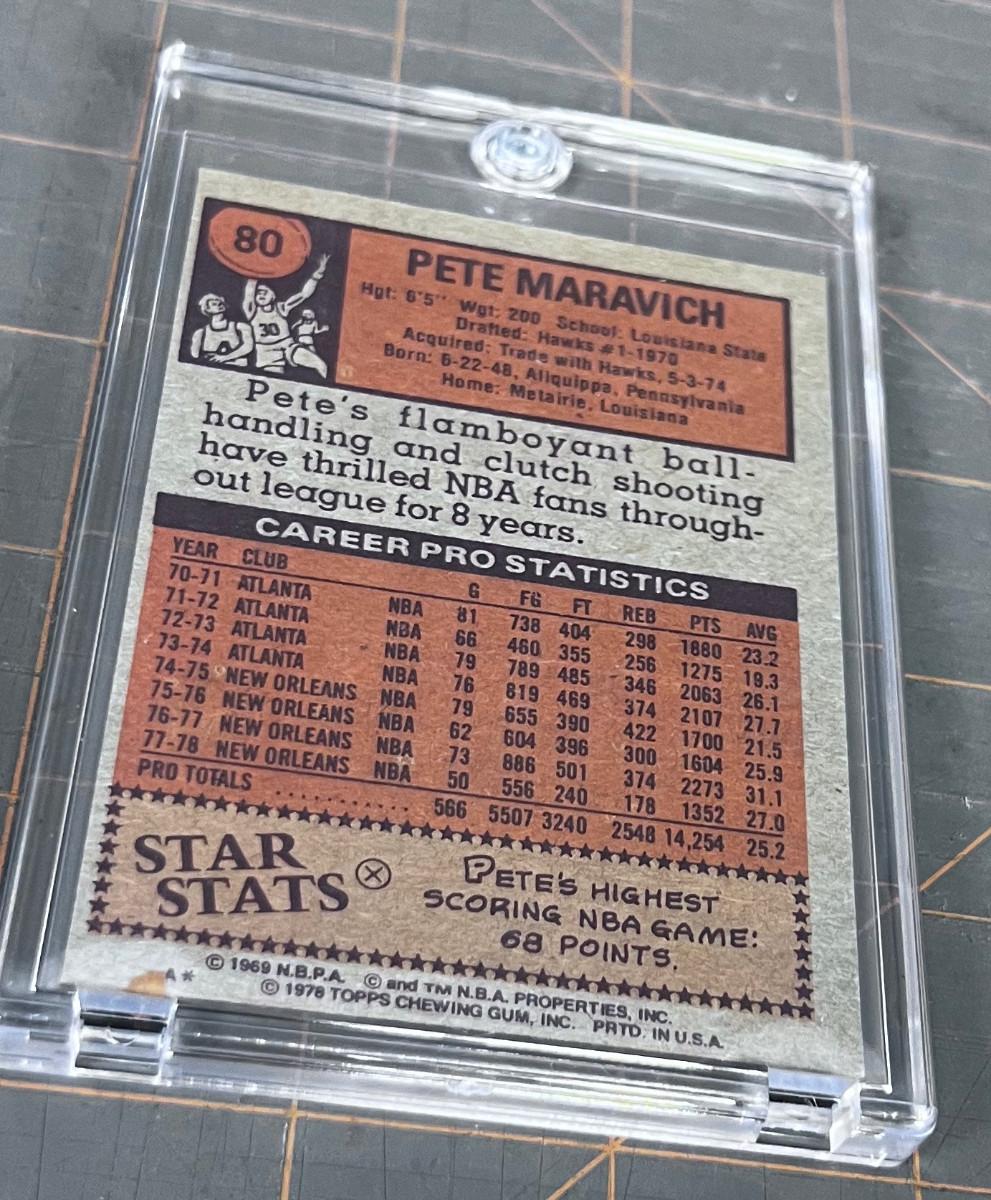 80
30
PETE MARAVICH
Hgt: 6'5" Wgt: 200 School: Louisiana State
Drafted: Hawks #1-1970
Acquired: Trade with Hawks, 5-3-74
Born: 6-22-48, Aliquippa, Pennsylvania
Home: Metairie, Louisiana
Pete's flamboyant ball-
handling and clutch shooting
have thrilled NBA fans through-
out league for 8 years.
CAREER PRO STATISTICS
YEAR CLUB G FG FT REB PTS AVG
70-71 ATLANTA NBA 81 738 404 298 1880 23.2
71-72 ATLANTA NBA 66 460 355 256 1275 19.3
72-73 ATLANTA NBA 79 789 485 346 2063 26.1
73-74 ATLANTA NBA 76 819 469 374 2107 27.7
74-75 NEW ORLEANS NBA 79 655 390 422 1700 21.5
75-76 NEW ORLEANS NBA 62 604 396 300 1604 25.9
76-77 NEW ORLEANS NBA 73 886 501 374 2273 31.1
77-78 NEW ORLEANS NBA 50 556 240 178 1352 27.0
PRO TOTALS ........... 566 5507 3240 2548 14,254 25.2
STAR
STATS
PETE'S HIGHEST
SCORING NBA GAME:
68 POINTS.
A* © 1969 N.B.P.A. © and TM N.B.A. PROPERTIES, INC.
© 1978 TOPPS CHEWING GUM, INC. PRTD. IN U.S.A.